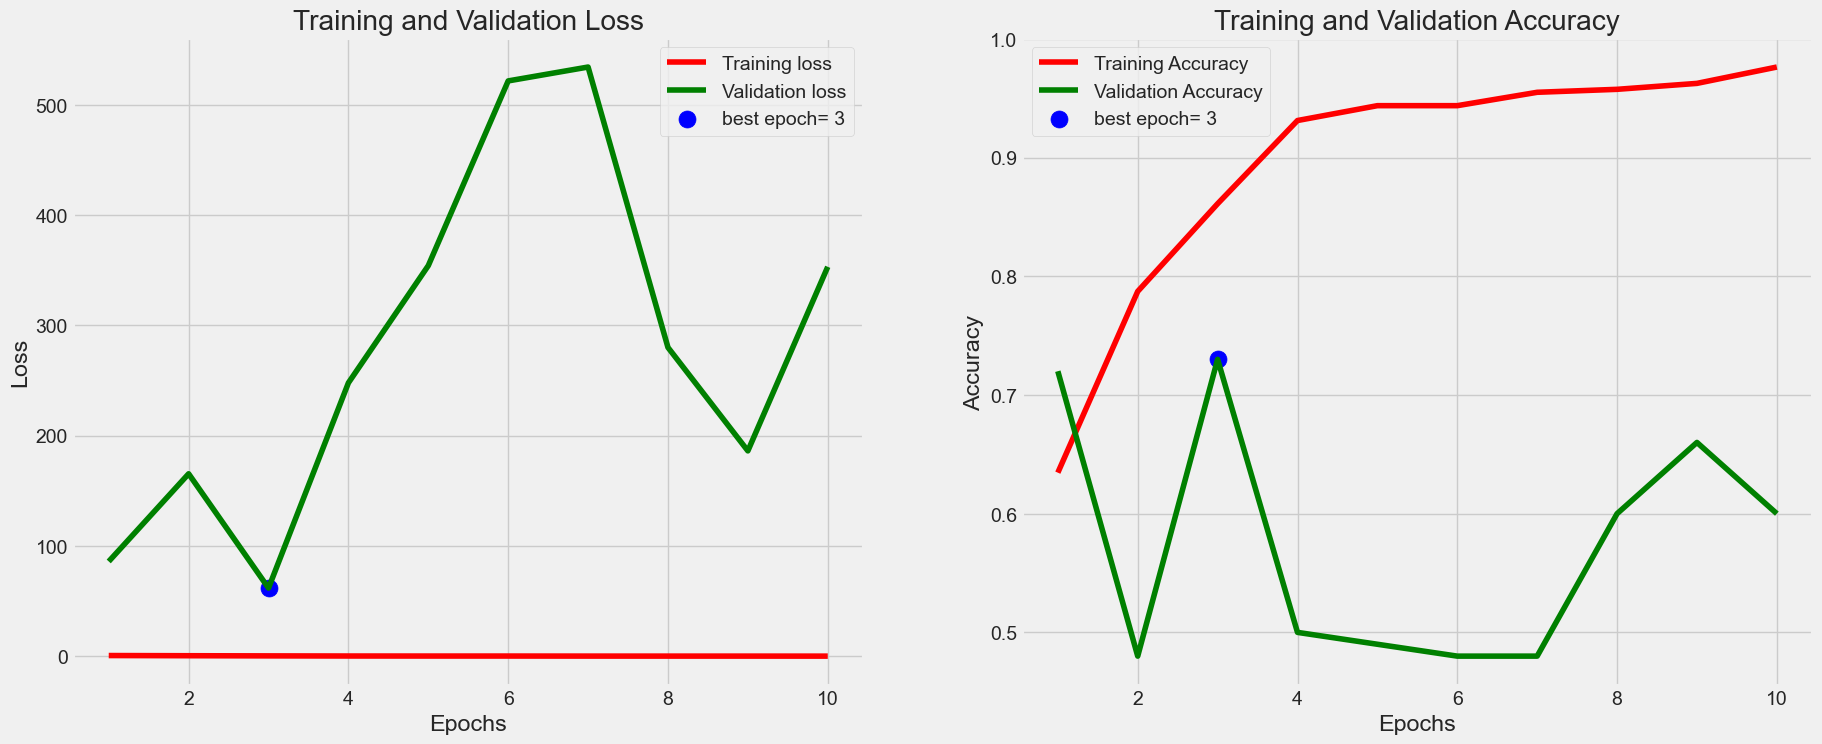 Training and Validation Loss
Training loss
Validation loss
best epoch= 3
500
400
300
200
100
0
Loss
2 4 6 8 10
Epochs
Training and Validation Accuracy
Training Accuracy
Validation Accuracy
best epoch= 3
1.0
0.9
0.8
0.7
0.6
0.5
Accuracy
2 4 6 8 10
Epochs